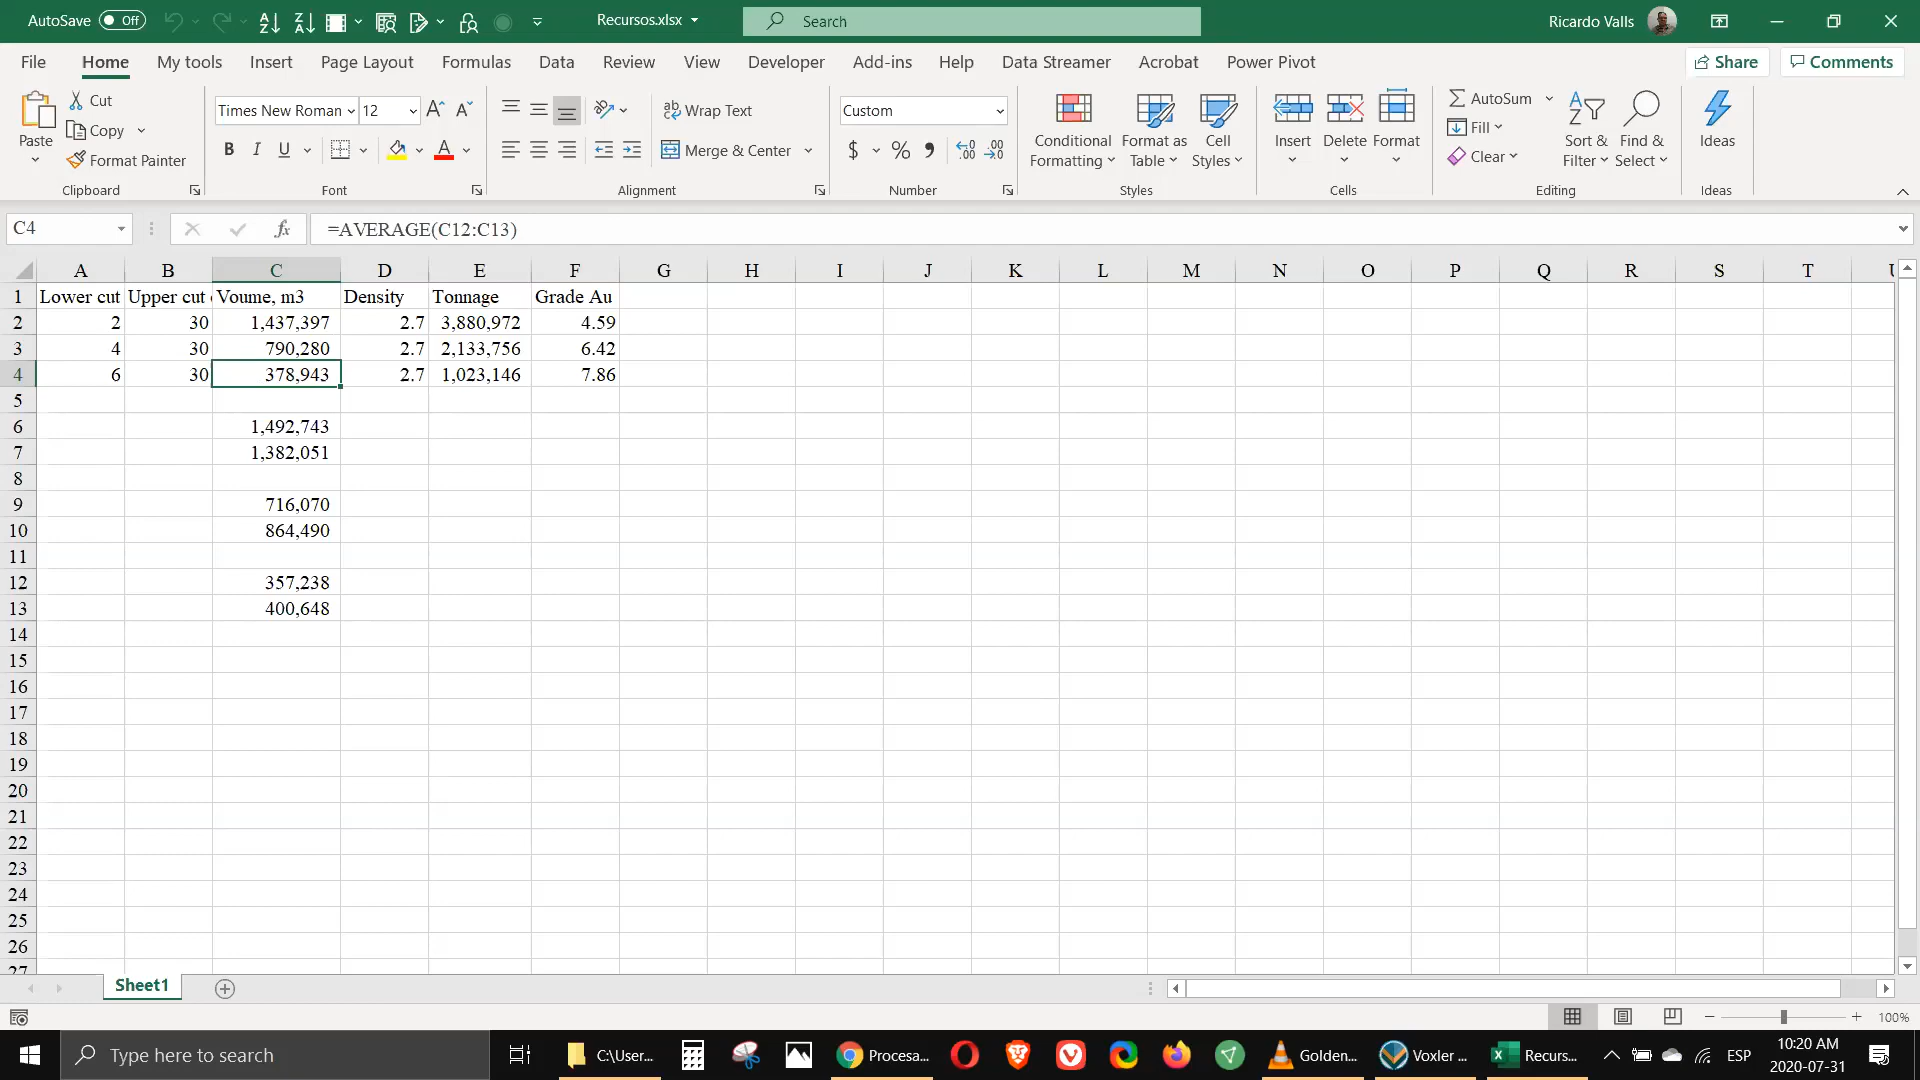 AutoSave Off Recursos.xlsx Search Ricardo Valls
File Home My tools Insert Page Layout Formulas Data Review View Developer Add-ins Help Data Streamer Acrobat Power Pivot Share Comments
Paste Cut Copy Format Painter Clipboard
Times New Roman 12 B I U A Font
Wrap Text Merge & Center Alignment
Custom $ % Number
Conditional Formatting Format as Table Cell Styles Styles
Insert Delete Format Cells
AutoSum Fill Clear Sort & Filter Find & Select Editing
Ideas Ideas
C4 fx =AVERAGE(C12:C13)
A B C D E F G H I J K L M N O P Q R S T
1 Lower cut Upper cut Voume, m3 Density Tonnage Grade Au
2 2 30 1,437,397 2.7 3,880,972 4.59
3 4 30 790,280 2.7 2,133,756 6.42
4 6 30 378,943 2.7 1,023,146 7.86
5
6 1,492,743
7 1,382,051
8
9 716,070
10 864,490
11
12 357,238
13 400,648
14
15
16
17
18
19
20
21
22
23
24
25
26
27
Sheet1
100%
Type here to search C:\User... Procesa... Golden... Voxler ... Recurs... ESP 10:20 AM
2020-07-31